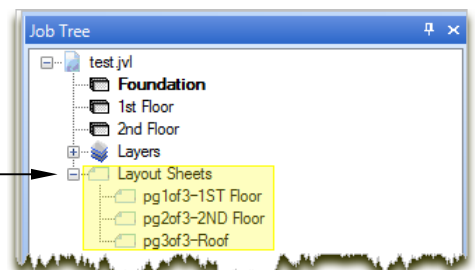 Job Tree
test.jvl
Foundation
1st Floor
2nd Floor
Layers
Layout Sheets
pg1of3-1ST Floor
pg2of3-2ND Floor
pg3of3-Roof